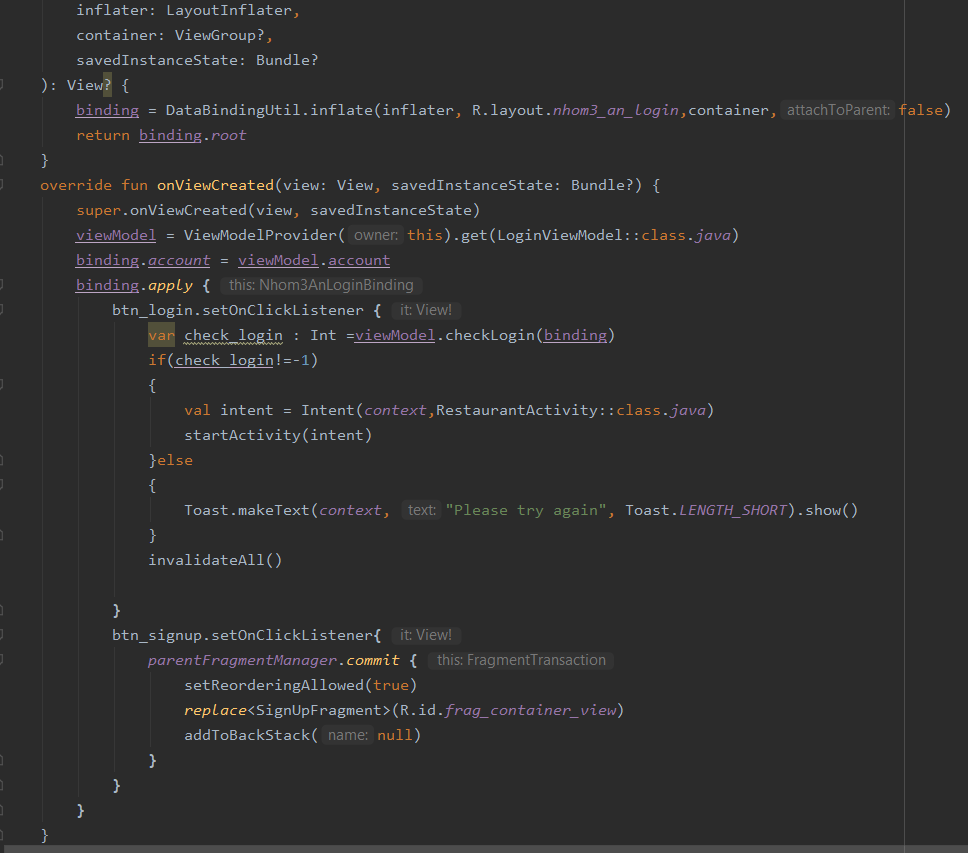 inflater: LayoutInflater,
container: ViewGroup?,
savedInstanceState: Bundle?
): View? {
binding = DataBindingUtil.inflate(inflater, R.layout.nhom3_an_login,container, attachToParent: false)
return binding.root
}
override fun onViewCreated(view: View, savedInstanceState: Bundle?) {
super.onViewCreated(view, savedInstanceState)
viewModel = ViewModelProvider( owner: this).get(LoginViewModel::class.java)
binding.account = viewModel.account
binding.apply { this: Nhom3AnLoginBinding
btn_login.setOnClickListener { it: View!
var check_login : Int =viewModel.checkLogin(binding)
if(check_login!=-1)
{
val intent = Intent(context,RestaurantActivity::class.java)
startActivity(intent)
}else
{
Toast.makeText(context, text: "Please try again", Toast.LENGTH_SHORT).show()
}
invalidateAll()
}
btn_signup.setOnClickListener{ it: View!
parentFragmentManager.commit { this: FragmentTransaction
setReorderingAllowed(true)
replace<SignUpFragment>(R.id.frag_container_view)
addToBackStack( name: null)
}
}
}
}